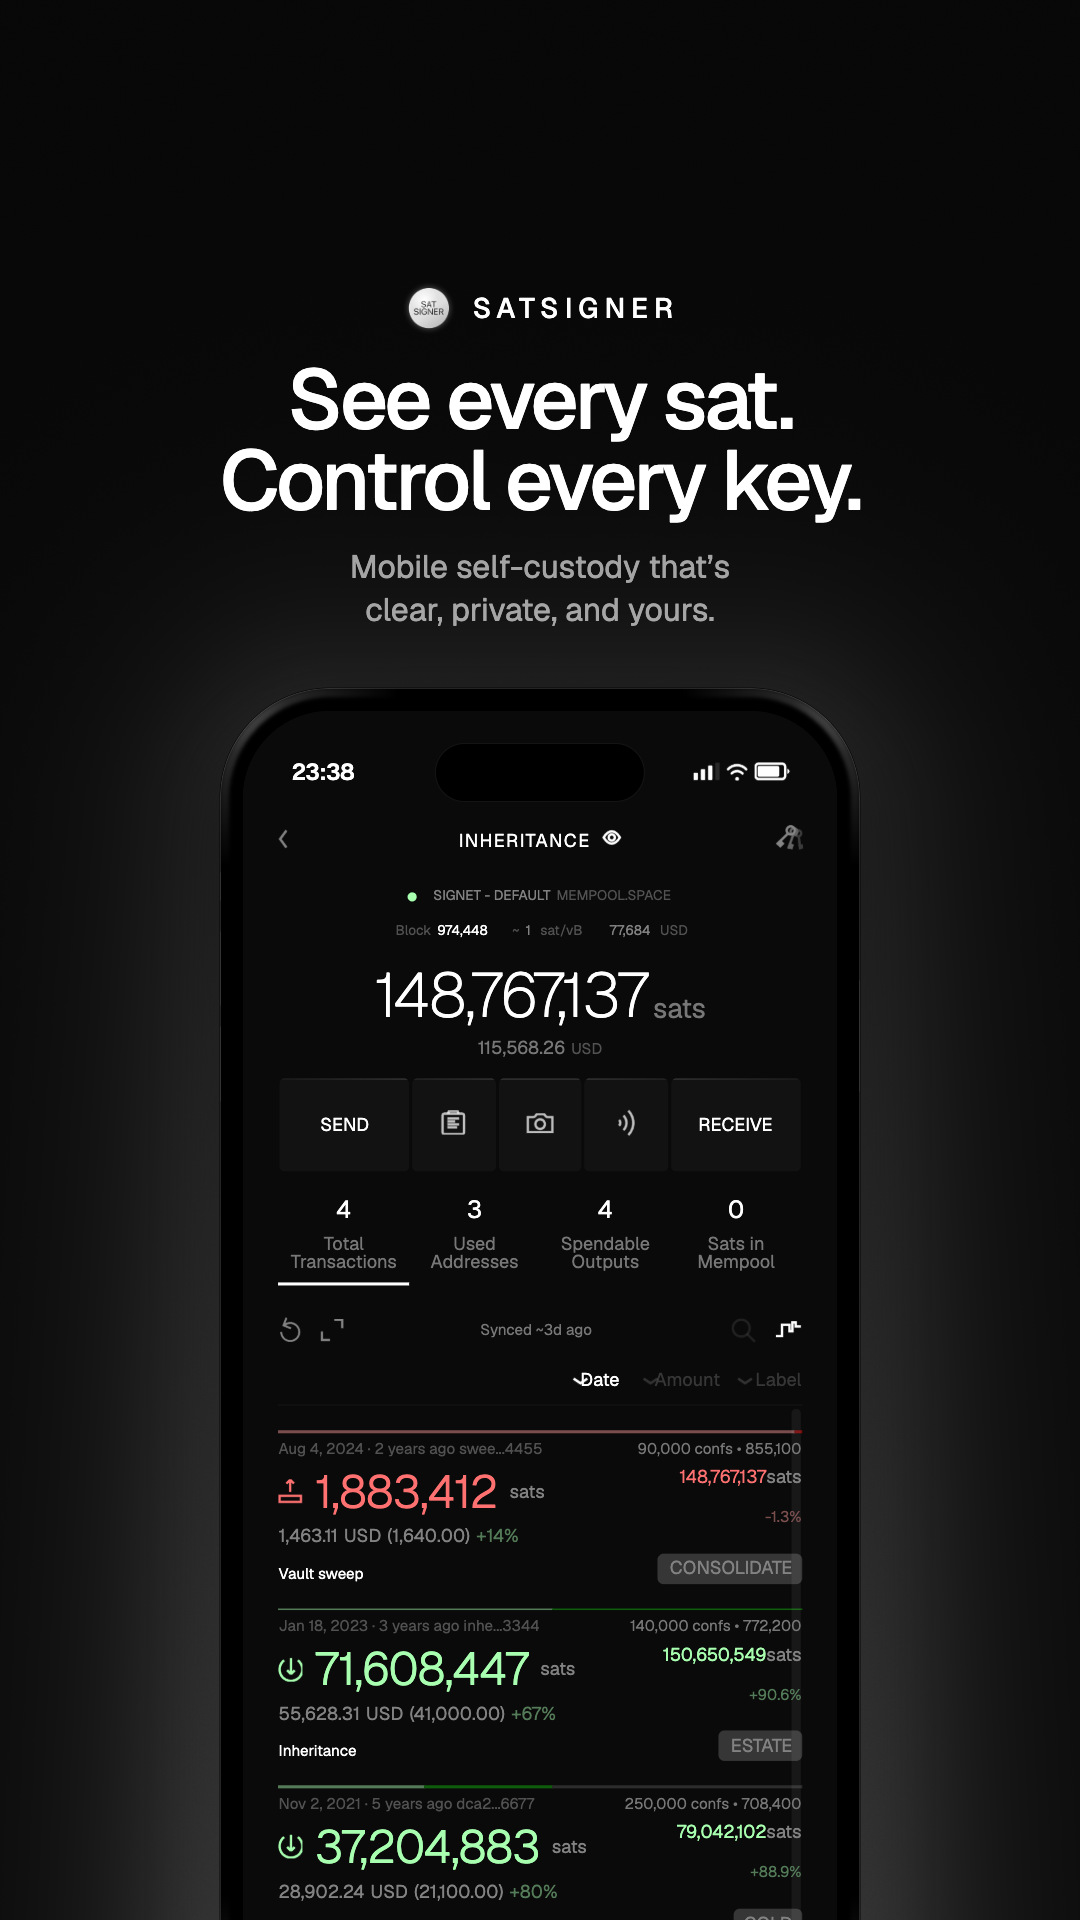 SAT
SIGNER
SATSIGNER
See every sat.
Control every key.
Mobile self-custody that's
clear, private, and yours.
23:38
INHERITANCE
SIGNET - DEFAULT MEMPOOL.SPACE
Block 974,448 ~ 1 sat/vB 77,684 USD
148,767,137 sats
115,568.26 USD
SEND RECEIVE
4 3 4 0
Total Used Spendable Sats in
Transactions Addresses Outputs Mempool
Synced ~3d ago
Date Amount Label
Aug 4, 2024 · 2 years ago swee...4455 90,000 confs • 855,100
1,883,412 sats 148,767,137sats
-1.3%
1,463.11 USD (1,640.00) +14%
Vault sweep CONSOLIDATE
Jan 18, 2023 · 3 years ago inhe...3344 140,000 confs • 772,200
71,608,447 sats 150,650,549sats
+90.6%
55,628.31 USD (41,000.00) +67%
Inheritance ESTATE
Nov 2, 2021 · 5 years ago dca2...6677 250,000 confs • 708,400
37,204,883 sats 79,042,102sats
+88.9%
28,902.24 USD (21,100.00) +80%